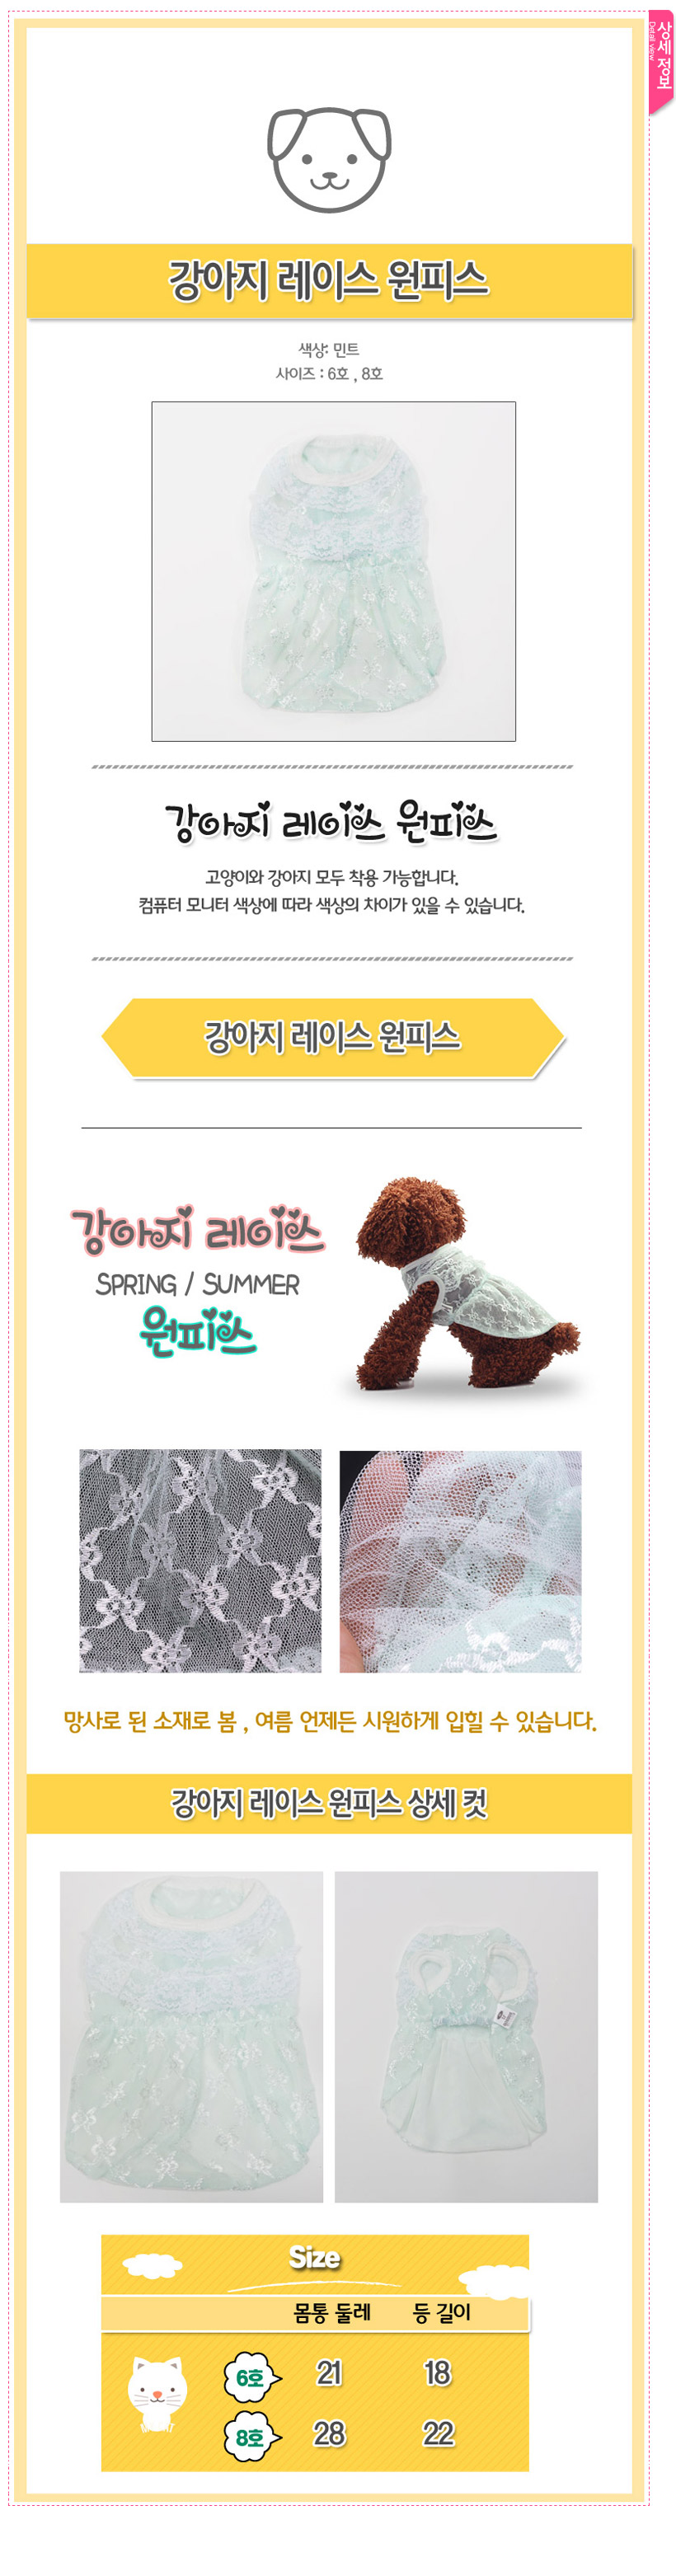 상세 정보
Detail view
강아지 레이스 원피스
색상: 민트
사이즈 : 6호 , 8호
강아지 레이스 원피스
고양이와 강아지 모두 착용 가능합니다.
컴퓨터 모니터 색상에 따라 색상의 차이가 있을 수 있습니다.
강아지 레이스 원피스
강아지 레이스
SPRING / SUMMER
원피스
망사로 된 소재로 봄 , 여름 언제든 시원하게 입힐 수 있습니다.
강아지 레이스 원피스 상세 컷
Size
몸통 둘레 등 길이
6호 21 18
8호 28 22